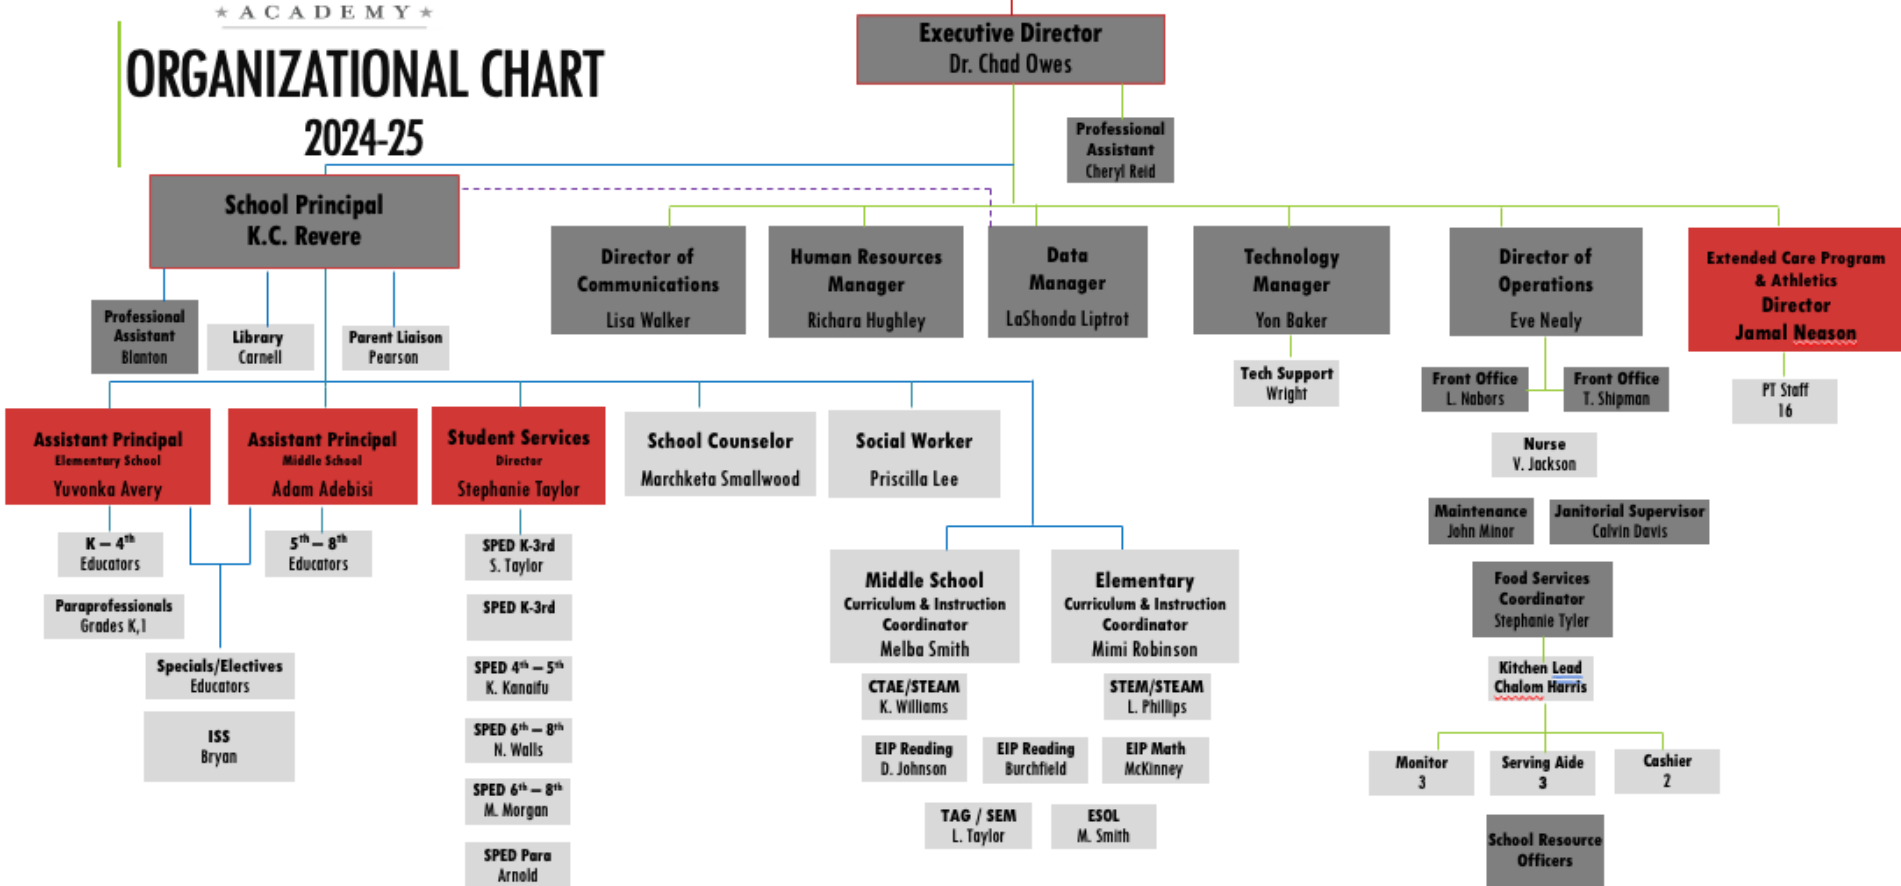 ★ ACADEMY ★
ORGANIZATIONAL CHART
2024-25
Executive Director
Dr. Chad Owes
Professional
Assistant
Cheryl Reid
School Principal
K.C. Revere
Director of
Communications
Lisa Walker
Human Resources
Manager
Richara Hughley
Data
Manager
LaShonda Liptrot
Technology
Manager
Yon Baker
Director of
Operations
Eve Nealy
Extended Care Program
& Athletics
Director
Jamal Neason
Professional
Assistant
Blanton
Library
Carnell
Parent Liaison
Pearson
Tech Support
Wright
Front Office
L. Nabors
Front Office
T. Shipman
PT Staff
16
Assistant Principal
Elementary School
Yuvonka Avery
Assistant Principal
Middle School
Adam Adebisi
Student Services
Director
Stephanie Taylor
School Counselor
Marchketa Smallwood
Social Worker
Priscilla Lee
Nurse
V. Jackson
Maintenance
John Minor
Janitorial Supervisor
Calvin Davis
K – 4th
Educators
5th – 8th
Educators
Paraprofessionals
Grades K,1
Specials/Electives
Educators
ISS
Bryan
SPED K-3rd
S. Taylor
SPED K-3rd
SPED 4th – 5th
K. Kanaifu
SPED 6th – 8th
N. Walls
SPED 6th – 8th
M. Morgan
SPED Para
Arnold
Middle School
Curriculum & Instruction
Coordinator
Melba Smith
Elementary
Curriculum & Instruction
Coordinator
Mimi Robinson
CTAE/STEAM
K. Williams
STEM/STEAM
L. Phillips
EIP Reading
D. Johnson
EIP Reading
Burchfield
EIP Math
McKinney
TAG / SEM
L. Taylor
ESOL
M. Smith
Food Services
Coordinator
Stephanie Tyler
Kitchen Lead
Chalom Harris
Monitor
3
Serving Aide
3
Cashier
2
School Resource
Officers